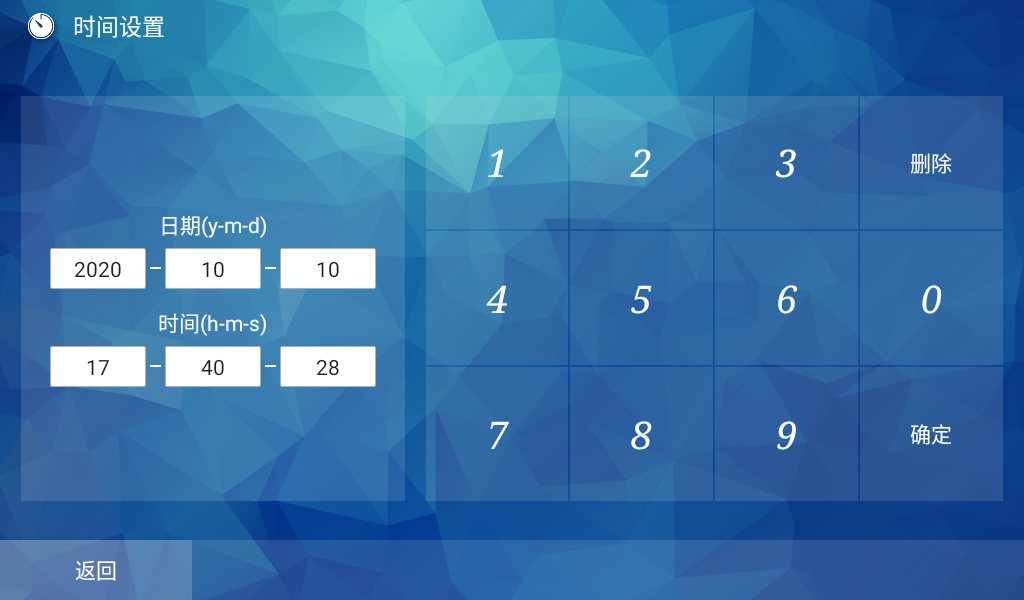 时间设置
日期(y-m-d)
2020 – 10 – 10
时间(h-m-s)
17 – 40 – 28
1 2 3 删除
4 5 6 0
7 8 9 确定
返回